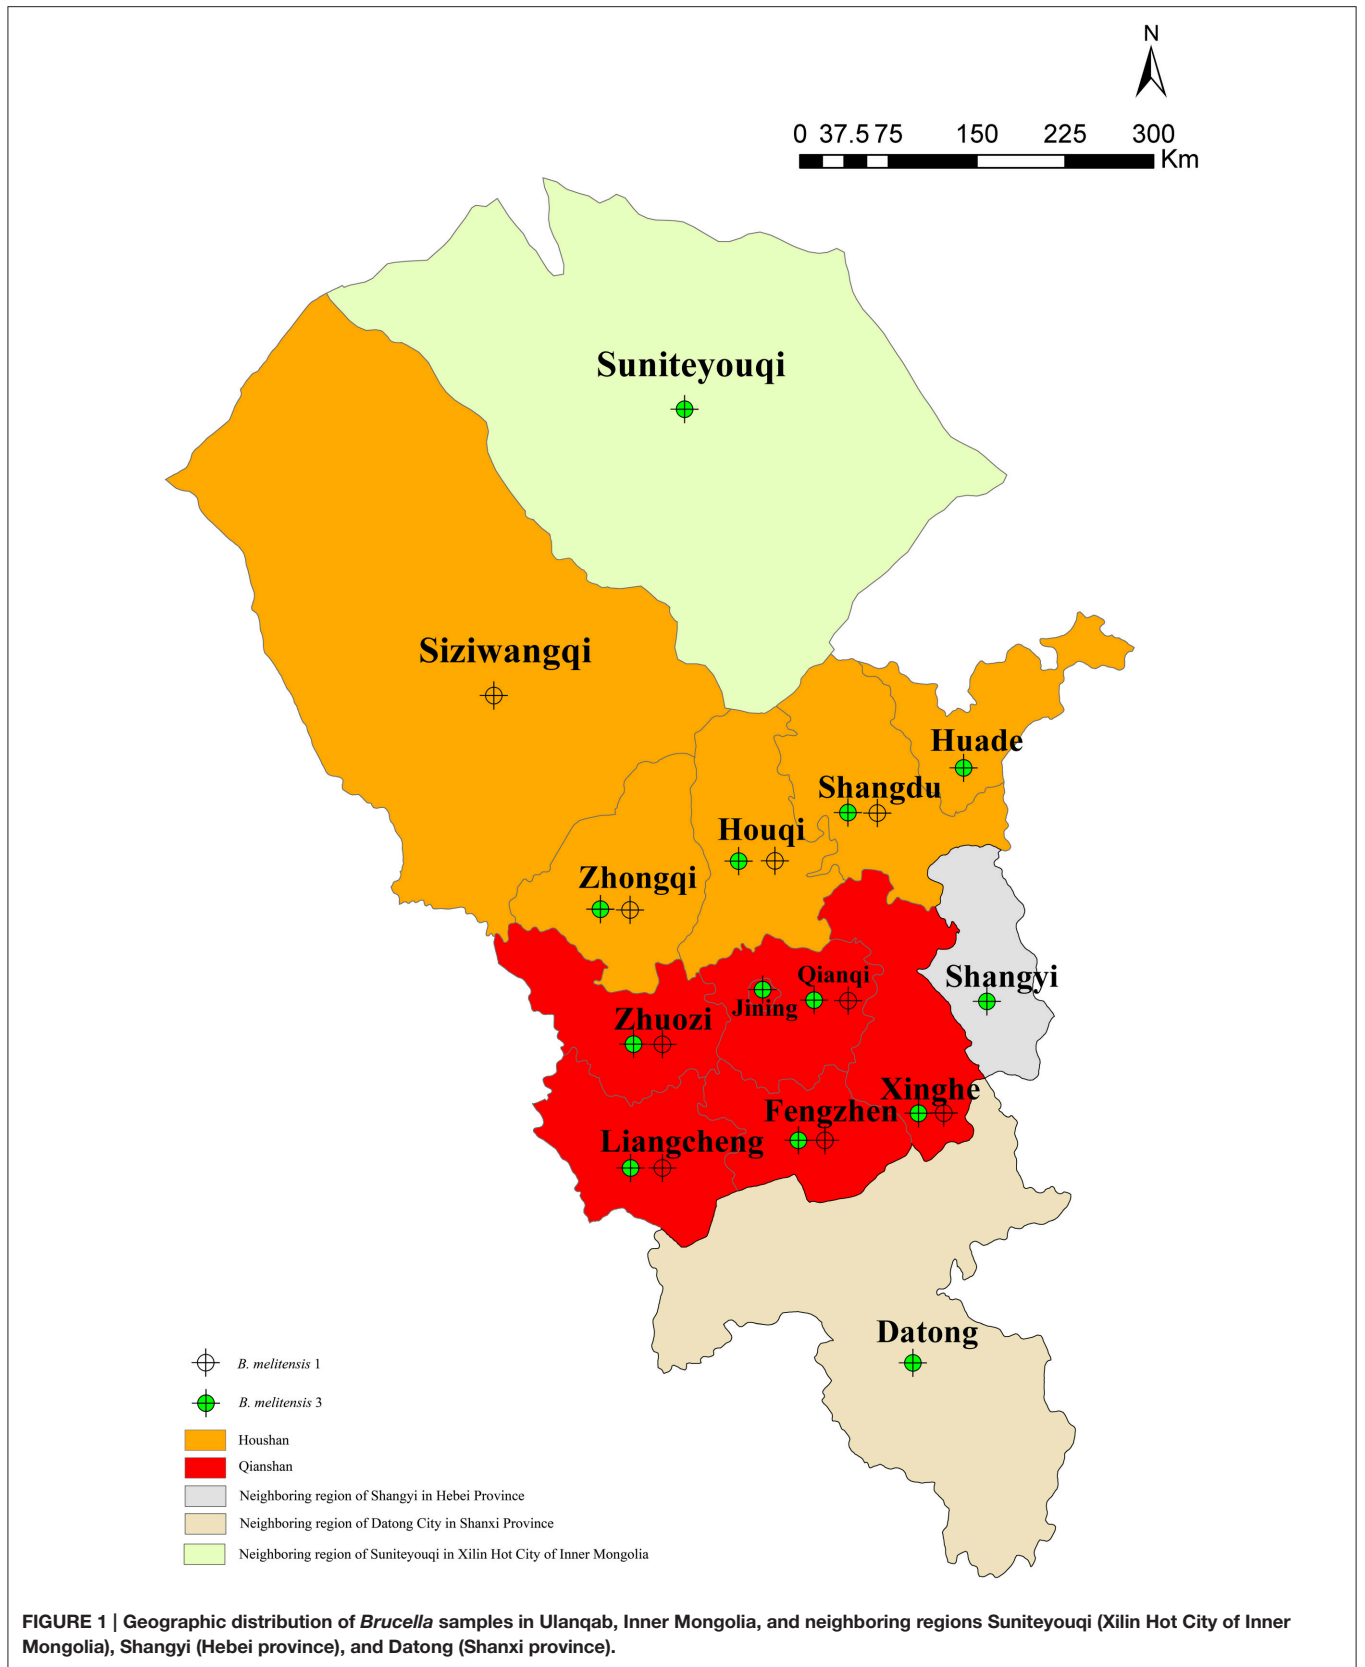 N
0 37.5 75 150 225 300
Km
Suniteyouqi
Siziwangqi
Huade
Shangdu
Houqi
Zhongqi
Qianqi
Shangyi
Jining
Zhuozi
Xinghe
Fengzhen
Liangcheng
Datong
B. melitensis 1
B. melitensis 3
Houshan
Qianshan
Neighboring region of Shangyi in Hebei Province
Neighboring region of Datong City in Shanxi Province
Neighboring region of Suniteyouqi in Xilin Hot City of Inner Mongolia
FIGURE 1 | Geographic distribution of Brucella samples in Ulanqab, Inner Mongolia, and neighboring regions Suniteyouqi (Xilin Hot City of Inner
Mongolia), Shangyi (Hebei province), and Datong (Shanxi province).